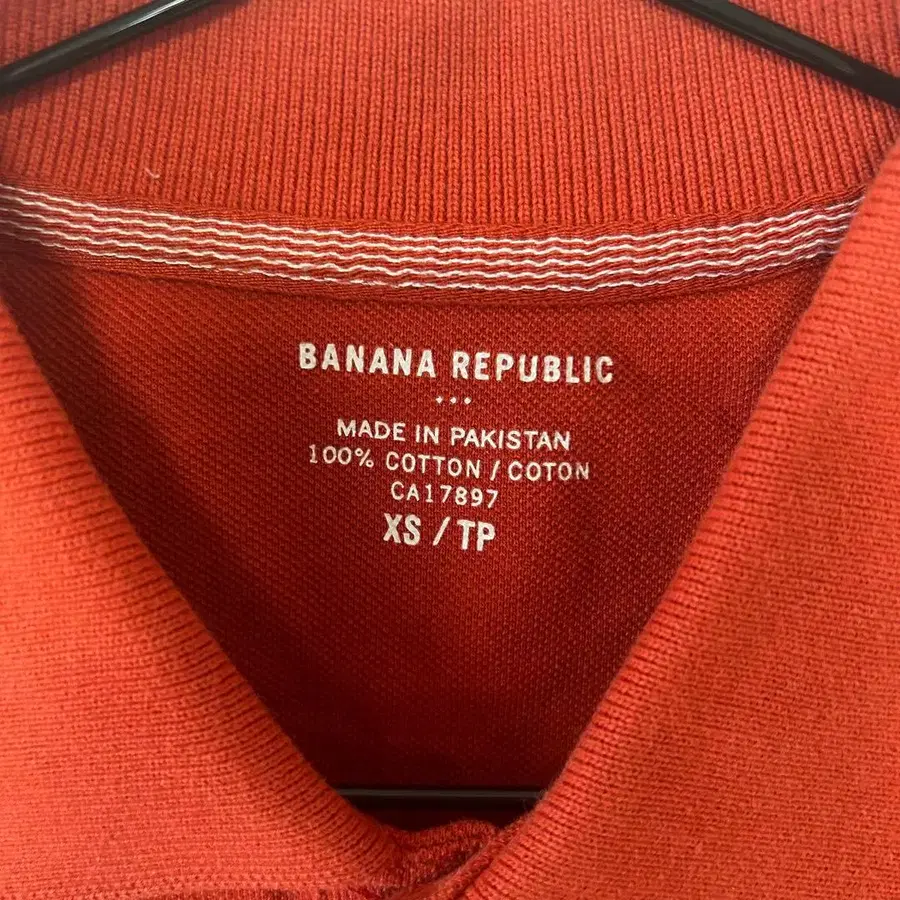 BANANA REPUBLIC
MADE IN PAKISTAN
100% COTTON / COTON
CA17897
XS / TP